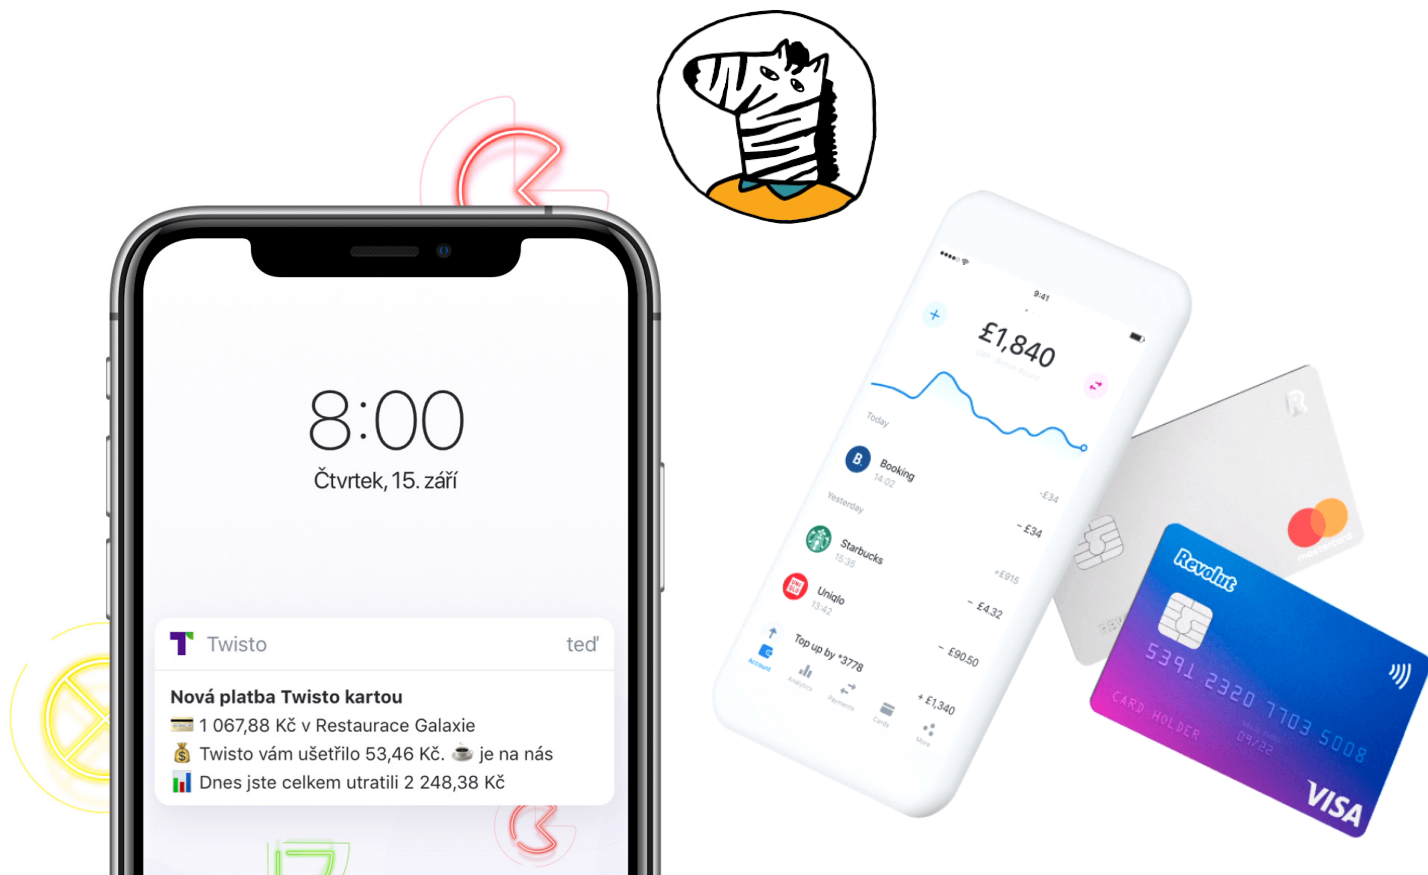 8:00
Čtvrtek, 15. září
Twisto
teď
Nová platba Twisto kartou
1 067,88 Kč v Restaurace Galaxie
Twisto vám ušetřilo 53,46 Kč. je na nás
Dnes jste celkem utratili 2 248,38 Kč
9:41
£1,840
Today
B. Booking
14:02
-£34
- £34
Yesterday
Starbucks
15:35
+£915
- £4.32
Uniqlo
13:42
- £90.50
Top up by *3778
+ £1,340
Account
Analytics
Payments
Cards
More
R
mastercard
Revolut
5391 2320 7703 5008
CARD HOLDER
09/22
VISA